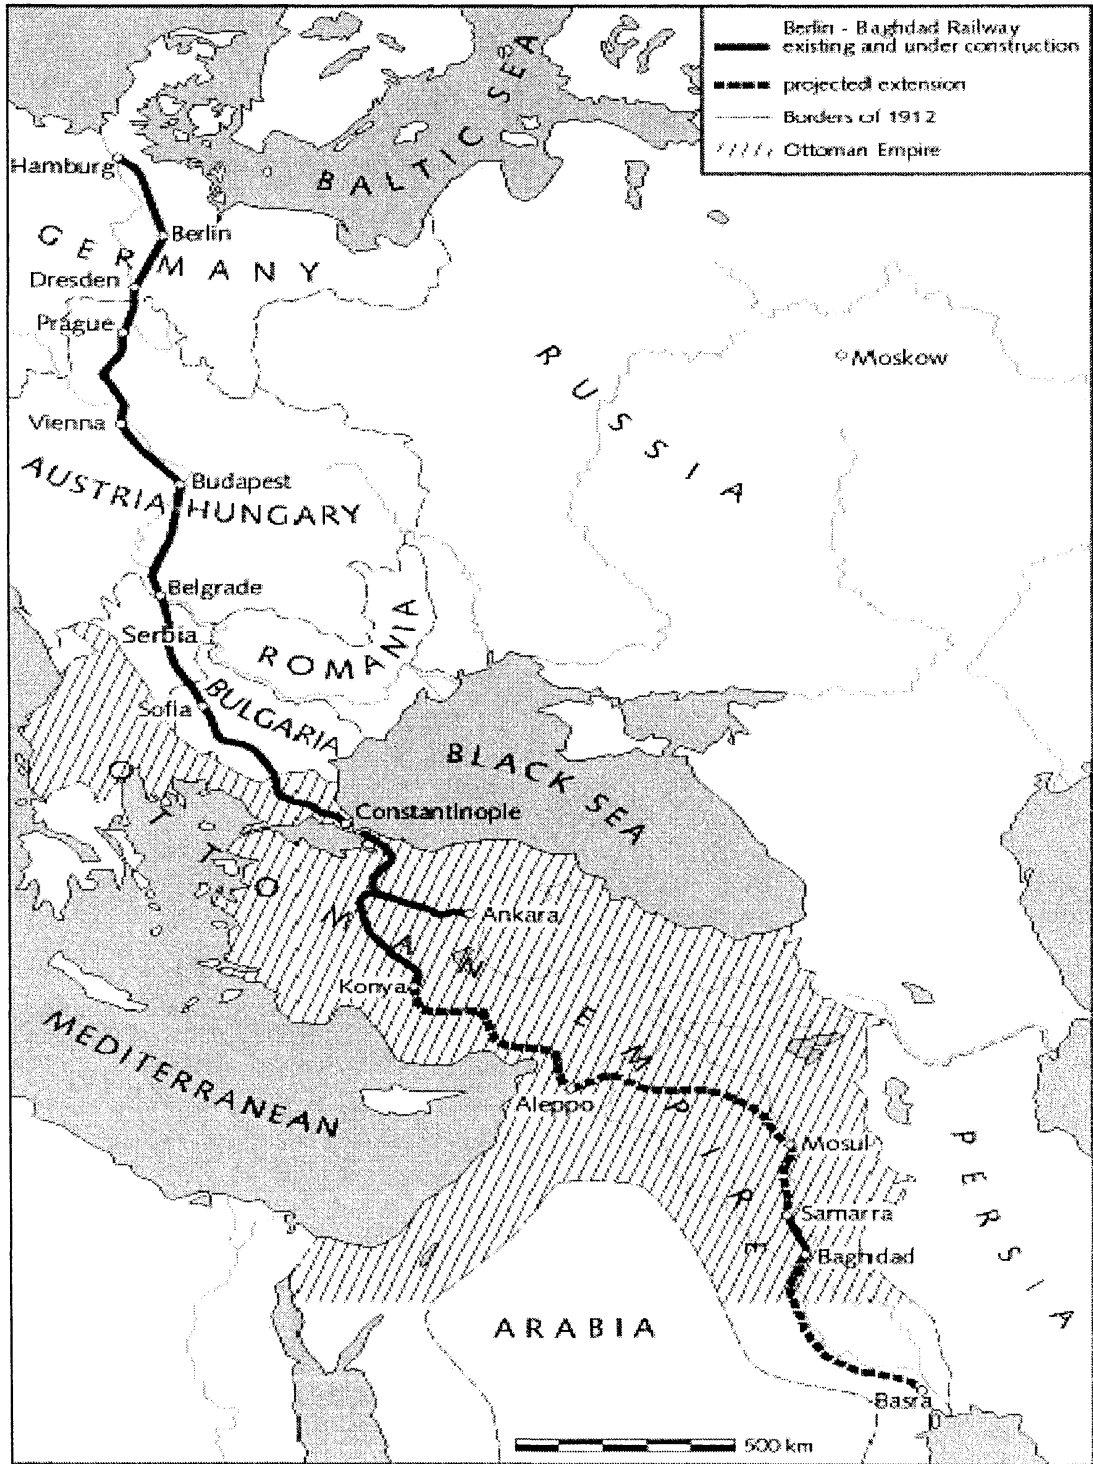 Berlin - Baghdad Railway
existing and under construction
projected extension
Borders of 1912
Ottoman Empire
BALTIC SEA
Hamburg
Berlin
GERMANY
Dresden
Prague
Moskow
RUSSIA
Vienna
Budapest
AUSTRIA HUNGARY
Belgrade
Serbia
ROMANIA
BULGARIA
Sofia
BLACK SEA
Constantinople
OTTOMAN EMPIRE
Ankara
Konya
MEDITERRANEAN
Aleppo
Mosul
PERSIA
Samarra
Baghdad
ARABIA
Basra
500 km